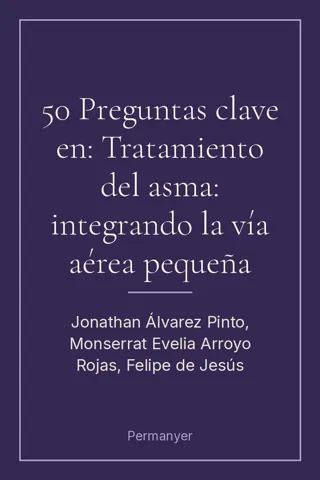 50 Preguntas clave
en: Tratamiento
del asma:
integrando la vía
aérea pequeña
Jonathan Álvarez Pinto,
Monserrat Evelia Arroyo
Rojas, Felipe de Jesús
Permanyer